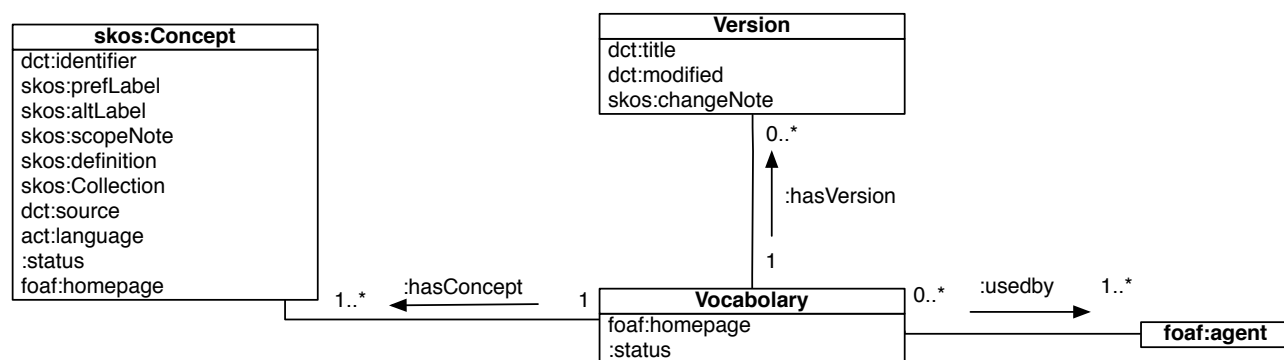 skos:Concept
dct:identifier
skos:prefLabel
skos:altLabel
skos:scopeNote
skos:definition
skos:Collection
dct:source
act:language
:status
foaf:homepage
Version
dct:title
dct:modified
skos:changeNote
0..*
:hasVersion
1
1..*
:hasConcept
1
Vocabolary
foaf:homepage
:status
0..*
:usedby
1..*
foaf:agent